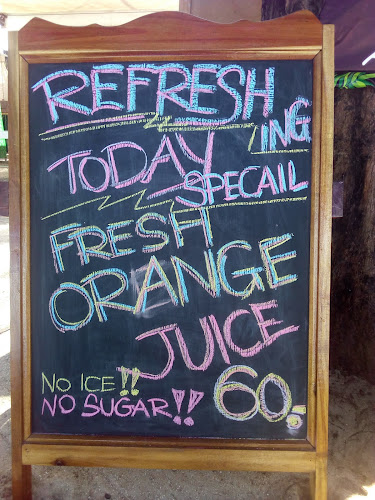 REFRESH
ING
TODAY
SPECAIL
FRESH
ORANGE
JUICE
NO ICE!!
NO SUGAR!!
60.-